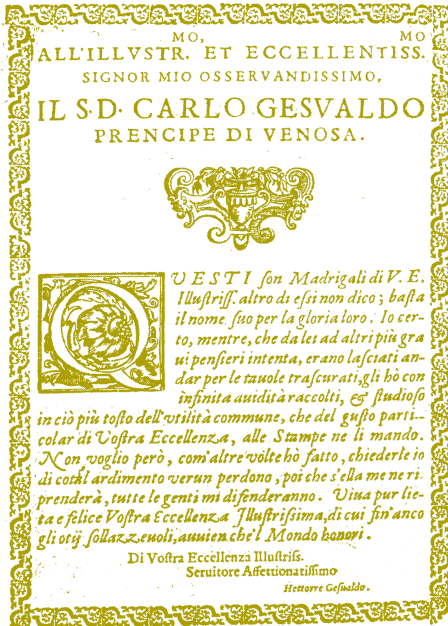 MO, MO
ALL'ILLVSTR. ET ECCELLENTISS.
SIGNOR MIO OSSERVANDISSIMO,
IL S.D. CARLO GESVALDO
PRENCIPE DI VENOSA.
QVESTI son Madrigali di V. E.
Illustriss. altro di essi non dico; basta
il nome suo per la gloria loro. Io cer-
to, mentre, che da lei ad altri più gra
ui pensieri intenta, erano lasciati an-
dar per le tauole trascurati, gli hò con
infinita auidità raccolti, & studioso
in ciò più tosto dell'vtilità commune, che del gusto parti-
colar di Vostra Eccellenza, alle Stampe ne li mando.
Non voglio però, com'altre volte hò fatto, chiederle io
di cotal ardimento verun perdono, poi che s'ella me ne ri
prenderà, tutte le genti mi difenderanno. Viua pur lie-
ta e felice Vostra Eccellenza Illustrissima, di cui fin'anco
gli otij sollazzeuoli, auuien che'l Mondo honori.
Di Vostra Eccellenza Illustriss.
Seruitore Affettionatissimo
Hettorre Gesualdo.